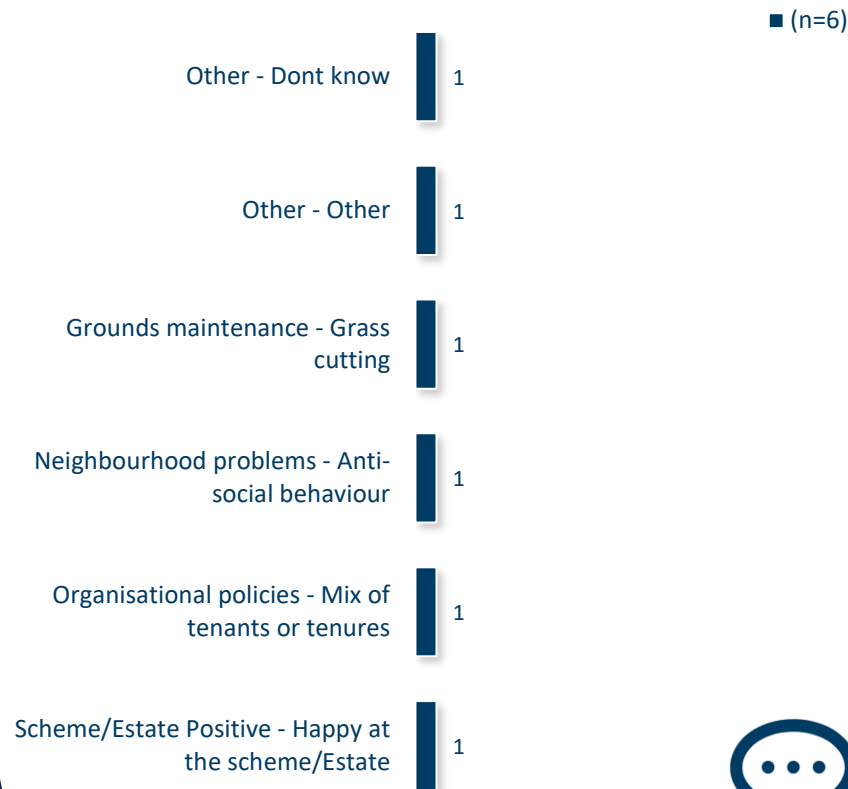 (n=6)
Other - Dont know
1
Other - Other
1
Grounds maintenance - Grass
cutting
1
Neighbourhood problems - Anti-
social behaviour
1
Organisational policies - Mix of
tenants or tenures
1
Scheme/Estate Positive - Happy at
the scheme/Estate
1